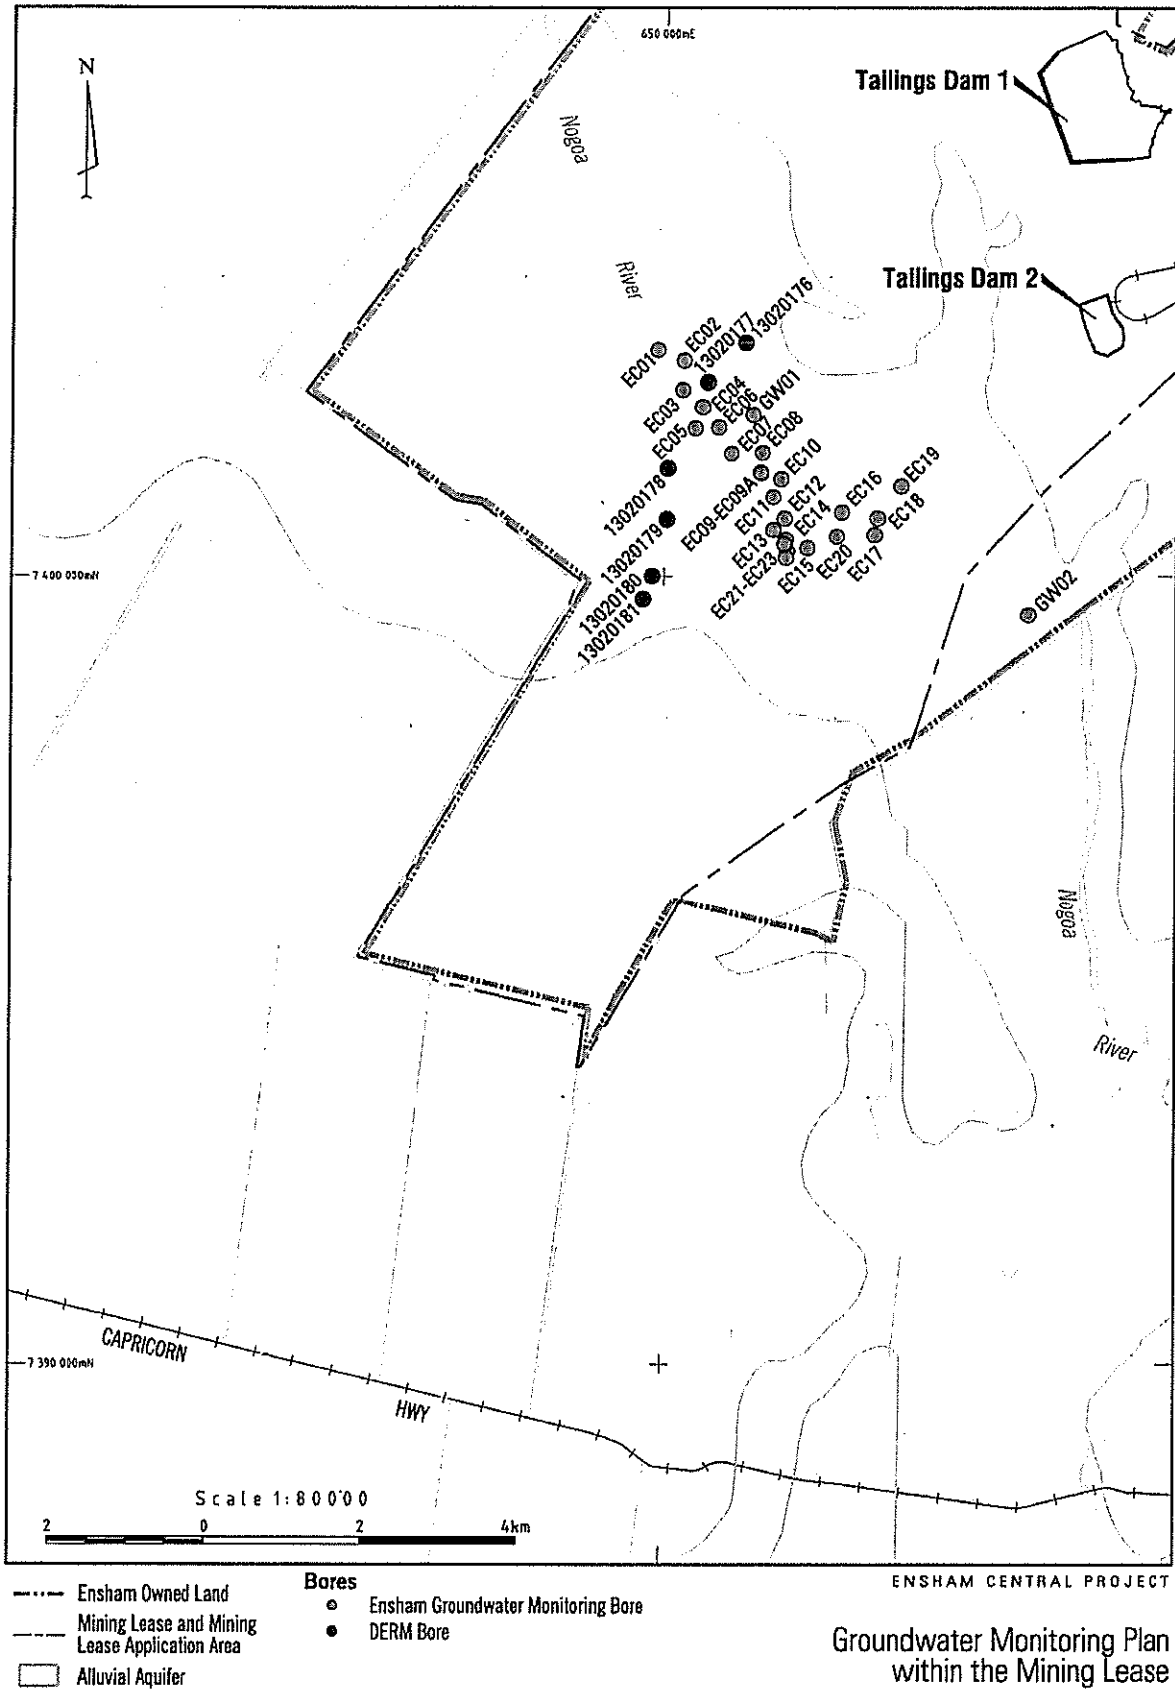 650 000mE
N
Tailings Dam 1
Nogoa
River
Tailings Dam 2
13020176
13020177
EC02
EC01
EC03
EC04
GW01
EC06
EC05
EC07
EC08
13020178
EC10
EC09-EC09A
EC11
EC12
EC16
EC19
EC14
EC18
13020179
EC13
EC21-EC23
EC15
EC20
EC17
7 400 030mN
13020180
13020181
GW02
Nogoa
River
CAPRICORN
HWY
7 390 000mN
Scale 1:80000
2 0 2 4km
Ensham Owned Land
Mining Lease and Mining
Lease Application Area
Alluvial Aquifer
Bores
Ensham Groundwater Monitoring Bore
DERM Bore
ENSHAM CENTRAL PROJECT
Groundwater Monitoring Plan
within the Mining Lease